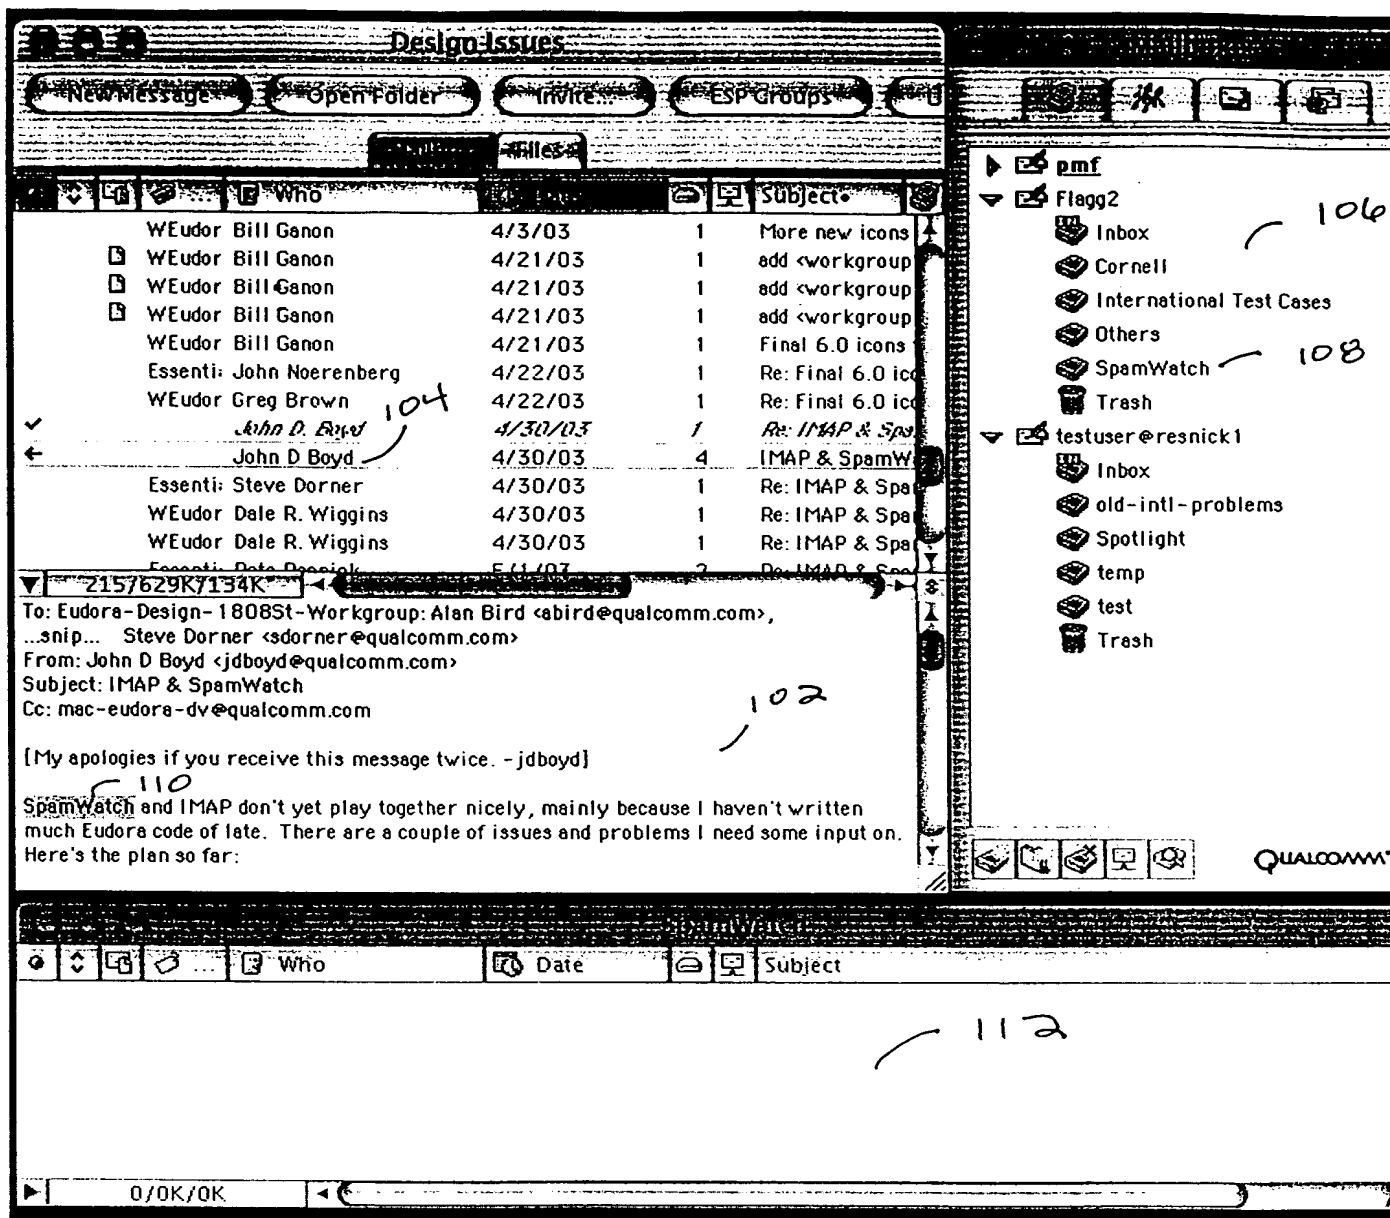 Design Issues
New Message Open Folder Invite... ESP Groups
Files
Who Subject
WEudor Bill Ganon 4/3/03 1 More new icons
WEudor Bill Ganon 4/21/03 1 add <workgroup
WEudor Bill Ganon 4/21/03 1 add <workgroup
WEudor Bill Ganon 4/21/03 1 add <workgroup
WEudor Bill Ganon 4/21/03 1 Final 6.0 icons
Essenti: John Noerenberg 4/22/03 1 Re: Final 6.0 ico
WEudor Greg Brown 4/22/03 1 Re: Final 6.0 ico
104
John D. Boyd 4/30/03 1 Re: IMAP & Spa
John D Boyd 4/30/03 4 IMAP & SpamW
Essenti: Steve Dorner 4/30/03 1 Re: IMAP & Spa
WEudor Dale R. Wiggins 4/30/03 1 Re: IMAP & Spa
WEudor Dale R. Wiggins 4/30/03 1 Re: IMAP & Spa
215/629K/134K
To: Eudora-Design-1808St-Workgroup: Alan Bird <abird@qualcomm.com>,
...snip... Steve Dorner <sdorner@qualcomm.com>
From: John D Boyd <jdboyd@qualcomm.com>
Subject: IMAP & SpamWatch
Cc: mac-eudora-dv@qualcomm.com
102
[My apologies if you receive this message twice. -jdboyd]
110
SpamWatch and IMAP don't yet play together nicely, mainly because I haven't written
much Eudora code of late. There are a couple of issues and problems I need some input on.
Here's the plan so far:
pmf
Flagg2
106
Inbox
Cornell
International Test Cases
Others
SpamWatch 108
Trash
testuser@resnick1
Inbox
old-intl-problems
Spotlight
temp
test
Trash
QUALCOMM
SpamWatch
... Who Date Subject
112
0/0K/0K